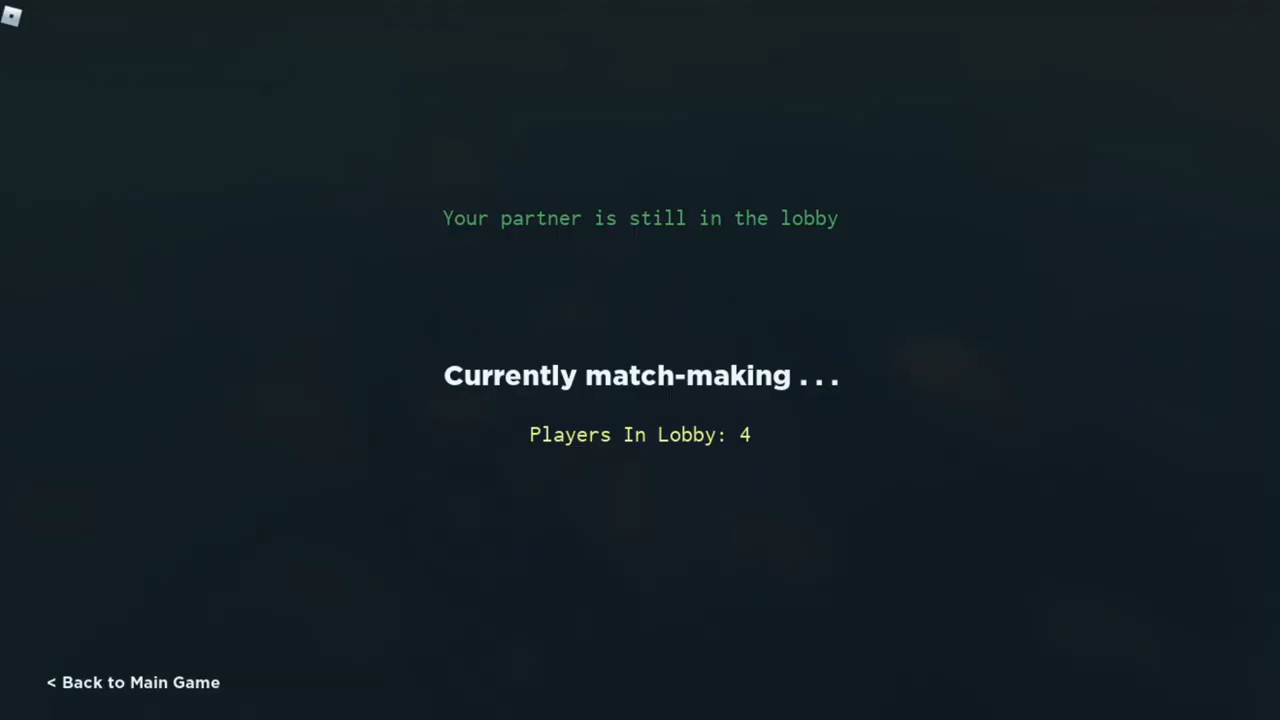 Your partner is still in the lobby
Currently match-making . . .
Players In Lobby: 4
< Back to Main Game